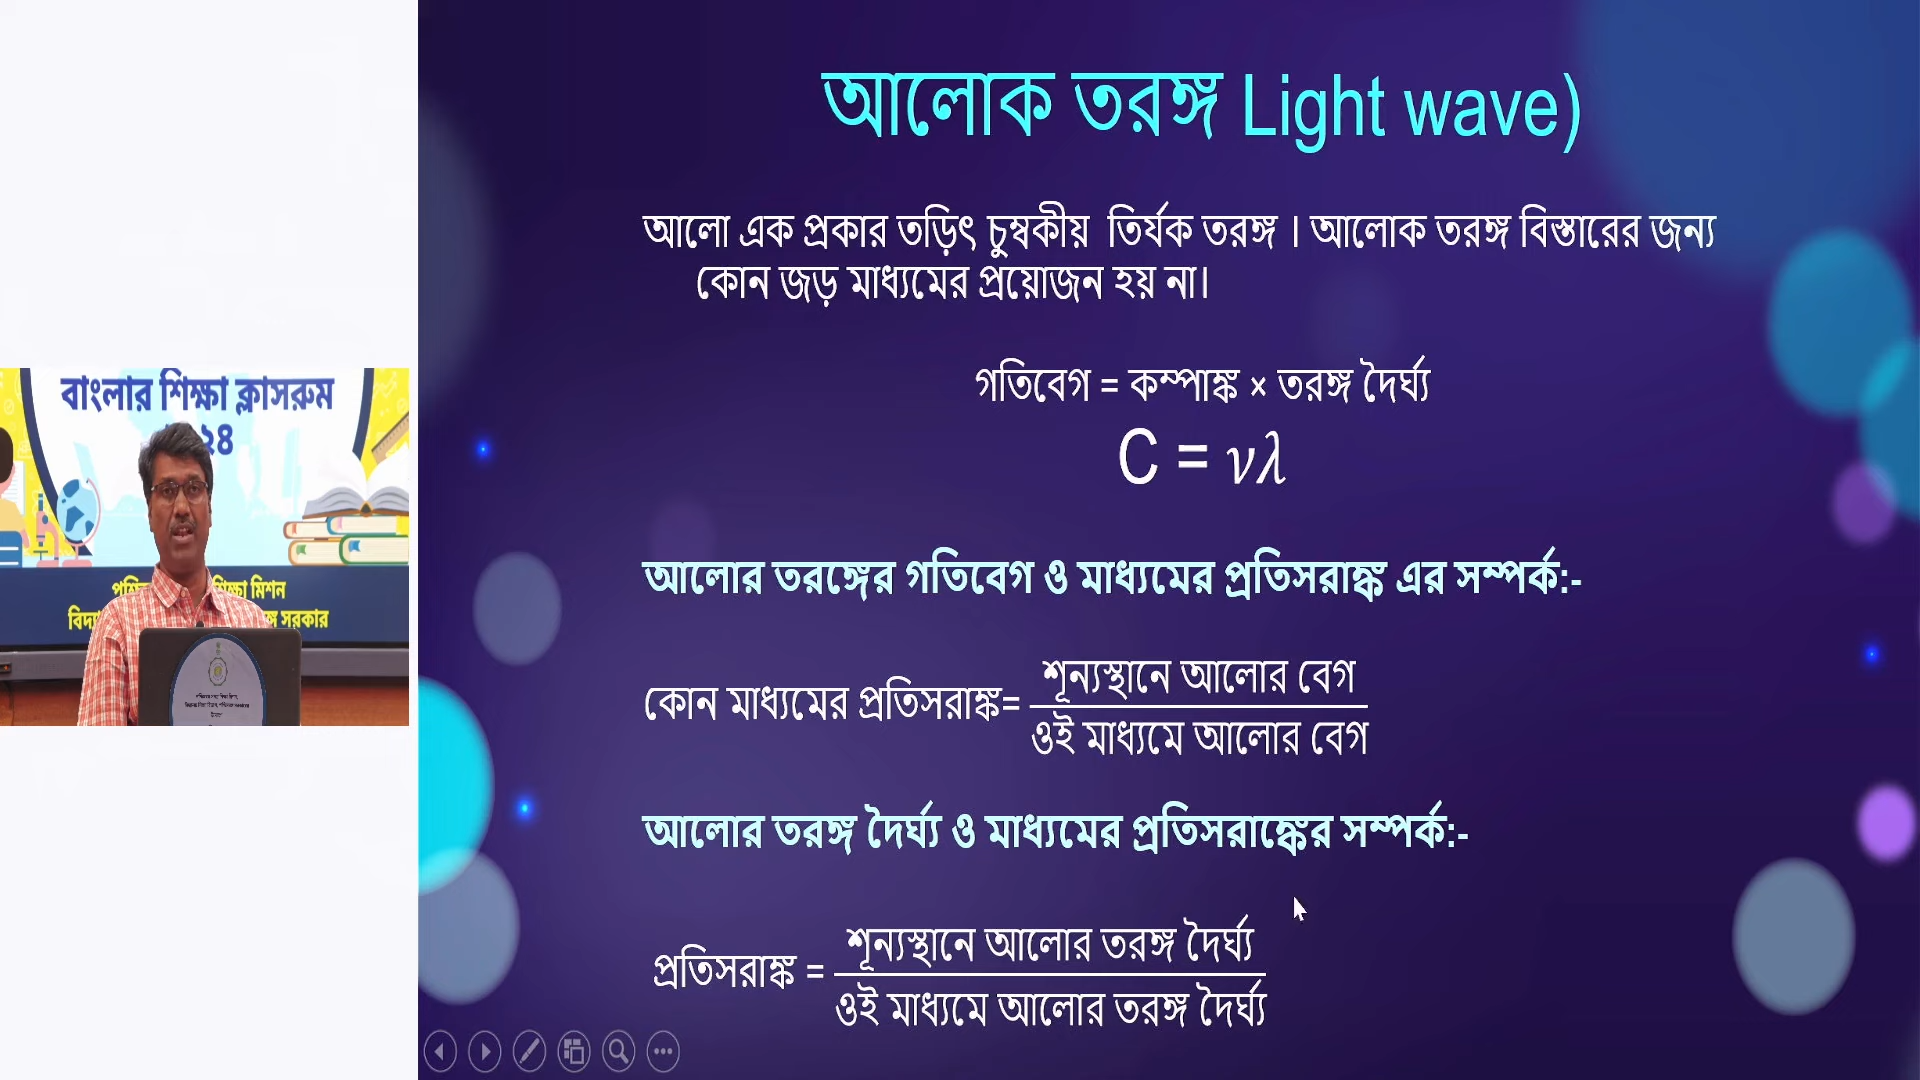 আলোক তরঙ্গ Light wave)
আলো এক প্রকার তড়িৎ চুম্বকীয় তির্যক তরঙ্গ । আলোক তরঙ্গ বিস্তারের জন্য
কোন জড় মাধ্যমের প্রয়োজন হয় না।
গতিবেগ = কম্পাঙ্ক × তরঙ্গ দৈর্ঘ্য
C = νλ
আলোর তরঙ্গের গতিবেগ ও মাধ্যমের প্রতিসরাঙ্ক এর সম্পর্ক:-
কোন মাধ্যমের প্রতিসরাঙ্ক= শূন্যস্থানে আলোর বেগ
ওই মাধ্যমে আলোর বেগ
আলোর তরঙ্গ দৈর্ঘ্য ও মাধ্যমের প্রতিসরাঙ্কের সম্পর্ক:-
প্রতিসরাঙ্ক = শূন্যস্থানে আলোর তরঙ্গ দৈর্ঘ্য
ওই মাধ্যমে আলোর তরঙ্গ দৈর্ঘ্য
বাংলার শিক্ষা ক্লাসরুম
২৪
মিশন
সরকার